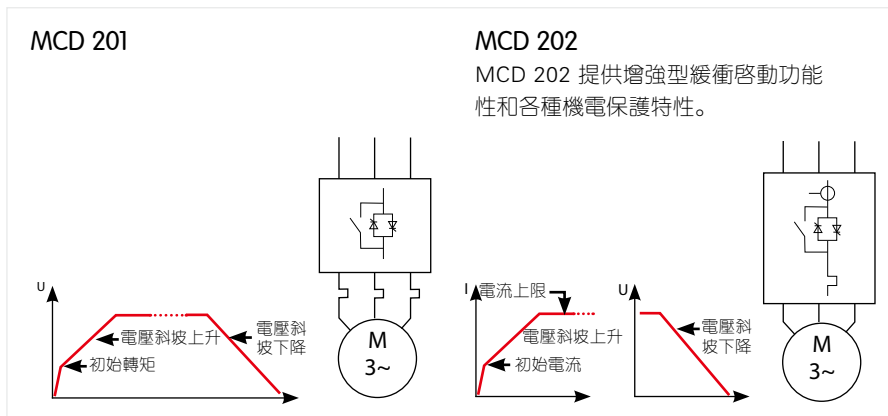 MCD 201
U
電壓斜坡上升
初始轉矩
電壓斜
坡下降
M
3~
MCD 202
MCD 202 提供增強型緩衝啓動功能
性和各種機電保護特性。
I
電流上限
電壓斜坡上升
初始電流
U
電壓斜
坡下降
M
3~